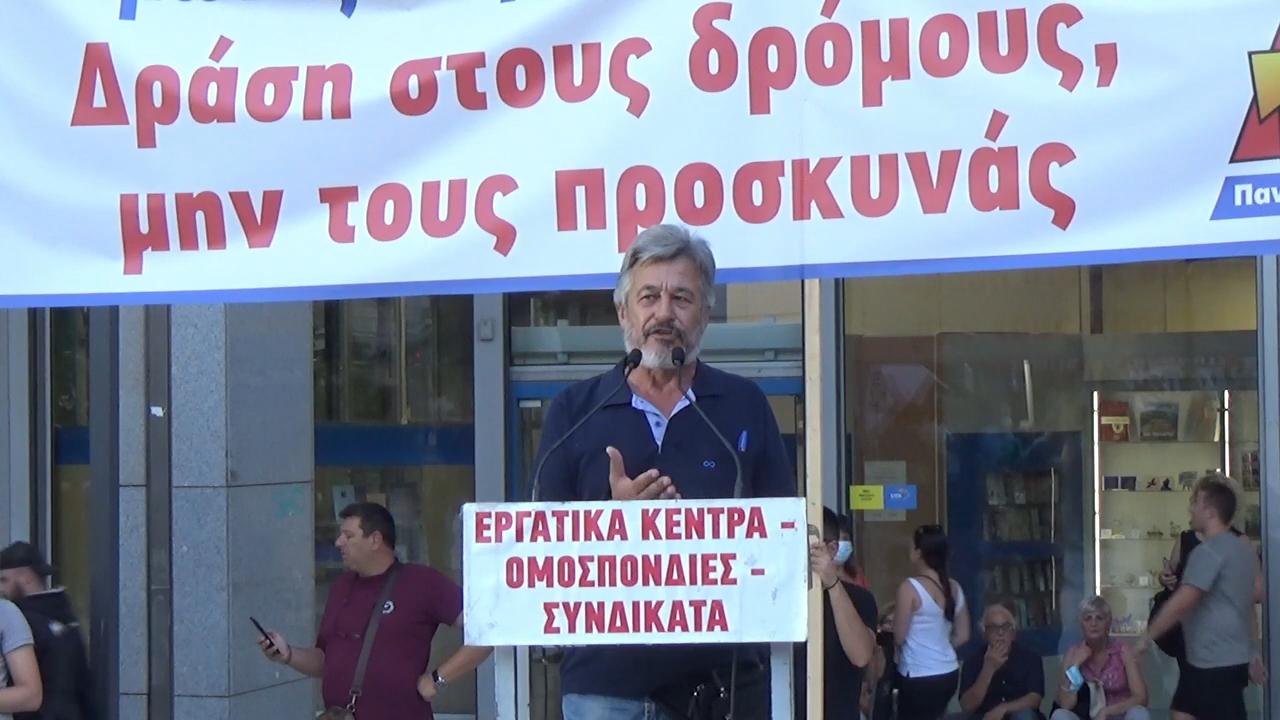 Δράση στους δρόμους,
μην τους προσκυνάς
Παν
ΕΡΓΑΤΙΚΑ ΚΕΝΤΡΑ –
ΟΜΟΣΠΟΝΔΙΕΣ –
ΣΥΝΔΙΚΑΤΑ